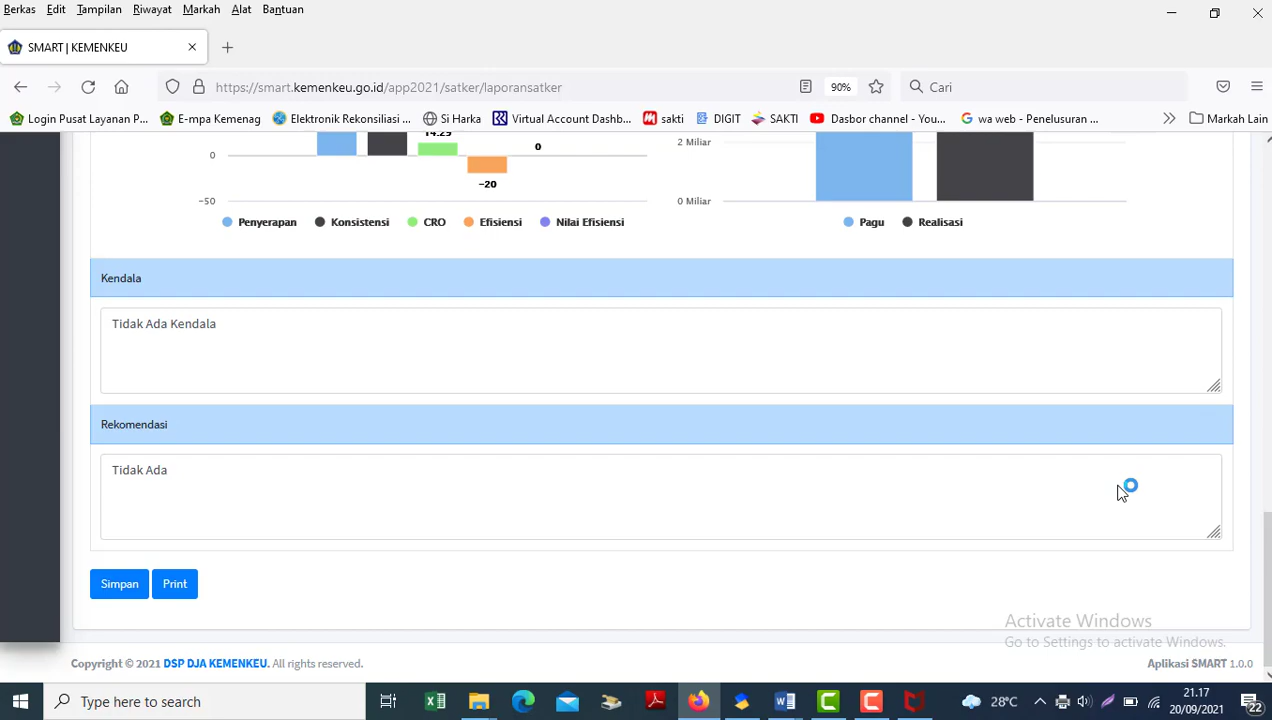 Berkas Edit Tampilan Riwayat Markah Alat Bantuan
SMART | KEMENKEU
https://smart.kemenkeu.go.id/app2021/satker/laporansatker
90%
Cari
Login Pusat Layanan P... E-mpa Kemenag Elektronik Rekonsiliasi ... Si Harka Virtual Account Dashb... sakti DIGIT SAKTI Dasbor channel - You... wa web - Penelusuran ... Markah Lain
14.29
0
0
-20
-50
Penyerapan Konsistensi CRO Efisiensi Nilai Efisiensi
2 Miliar
0 Miliar
Pagu Realisasi
Kendala
Tidak Ada Kendala
Rekomendasi
Tidak Ada
Simpan Print
Activate Windows
Go to Settings to activate Windows.
Copyright © 2021 DSP DJA KEMENKEU. All rights reserved.
Aplikasi SMART 1.0.0
Type here to search
28°C
21.17
20/09/2021
22